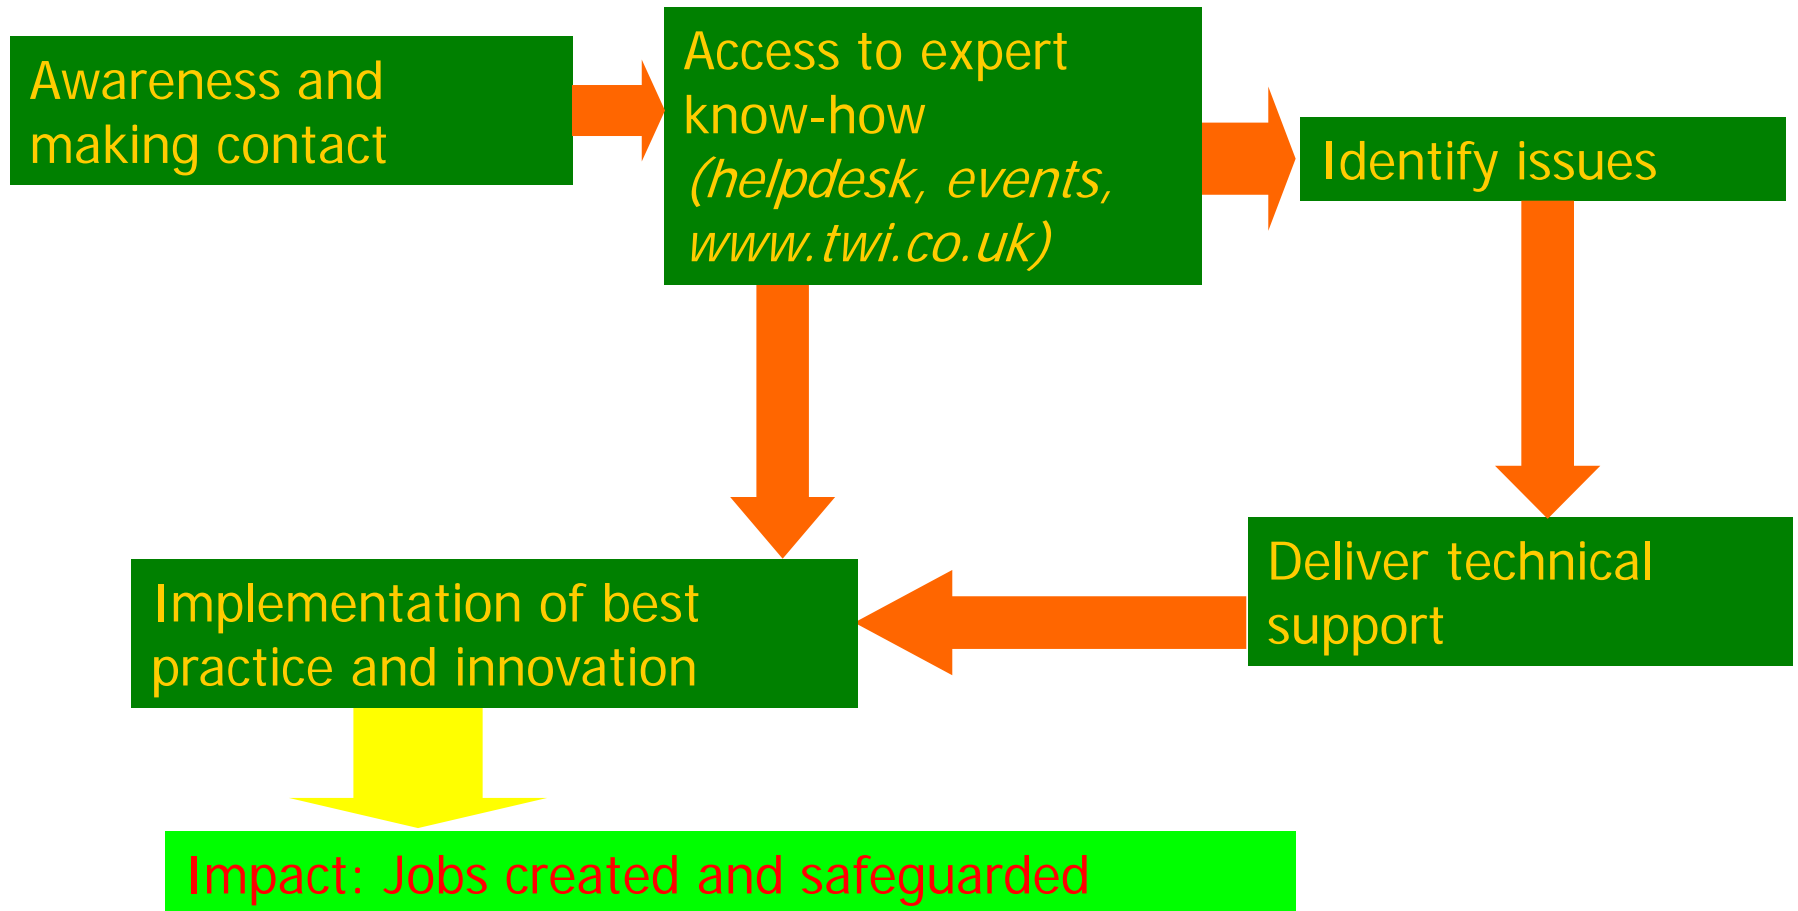 Awareness and
making contact
Access to expert
know-how
(helpdesk, events,
www.twi.co.uk)
Identify issues
Deliver technical
support
Implementation of best
practice and innovation
Impact: Jobs created and safeguarded